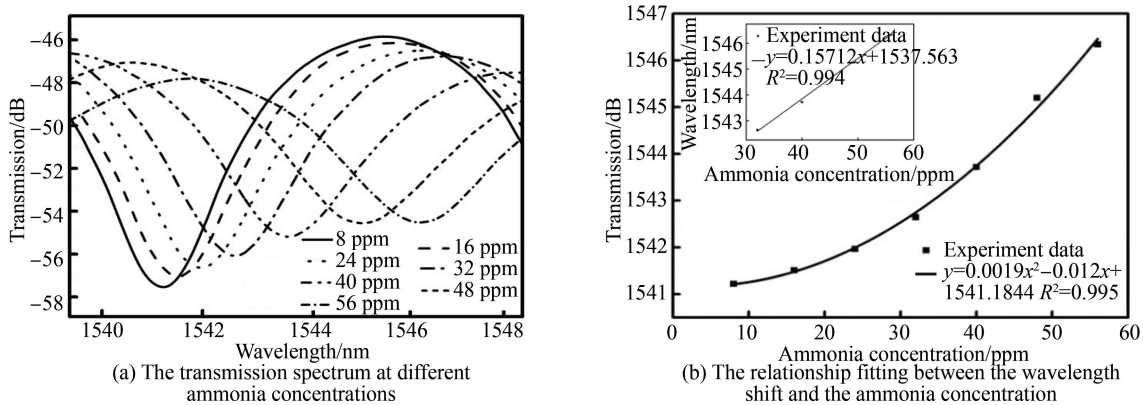 Transmission/dB
−46
−48
−50
−52
−54
−56
−58
8 ppm
24 ppm
40 ppm
56 ppm
16 ppm
32 ppm
48 ppm
1540
1542
1544
1546
1548
Wavelength/nm
(a) The transmission spectrum at different
ammonia concentrations
Transmission/dB
1547
1546
1545
1544
1543
1542
1541
Wavelength/nm
1546
1545
1544
1543
Experiment data
y=0.15712x+1537.563
R²=0.994
30
40
50
60
Ammonia concentration/ppm
Experiment data
y=0.0019x²−0.012x+
1541.1844 R²=0.995
0
10
20
30
40
50
60
Ammonia concentration/ppm
(b) The relationship fitting between the wavelength
shift and the ammonia concentration